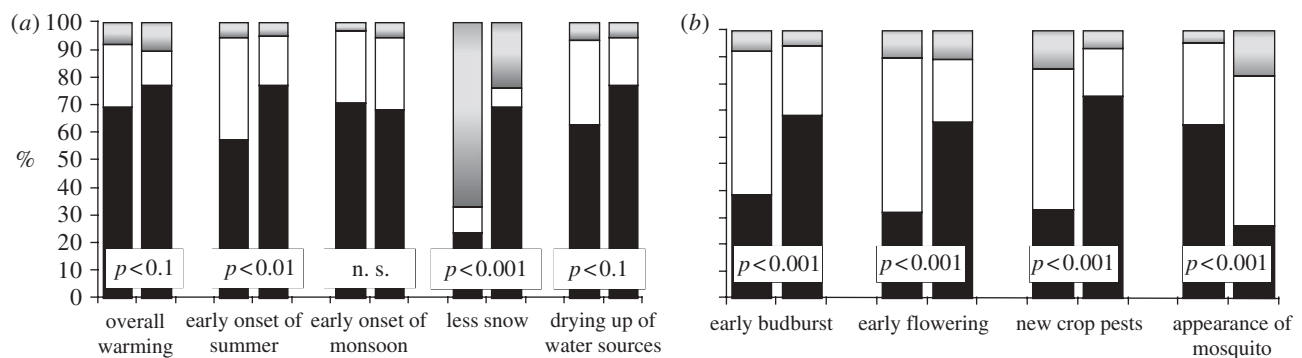 (a)
100
90
80
70
60
%
50
40
30
20
10
0
p<0.1
p<0.01
n. s.
p<0.001
p<0.1
overall
warming
early onset of
summer
early onset of
monsoon
less snow
drying up of
water sources
(b)
p<0.001
p<0.001
p<0.001
p<0.001
early budburst
early flowering
new crop pests
appearance of
mosquito